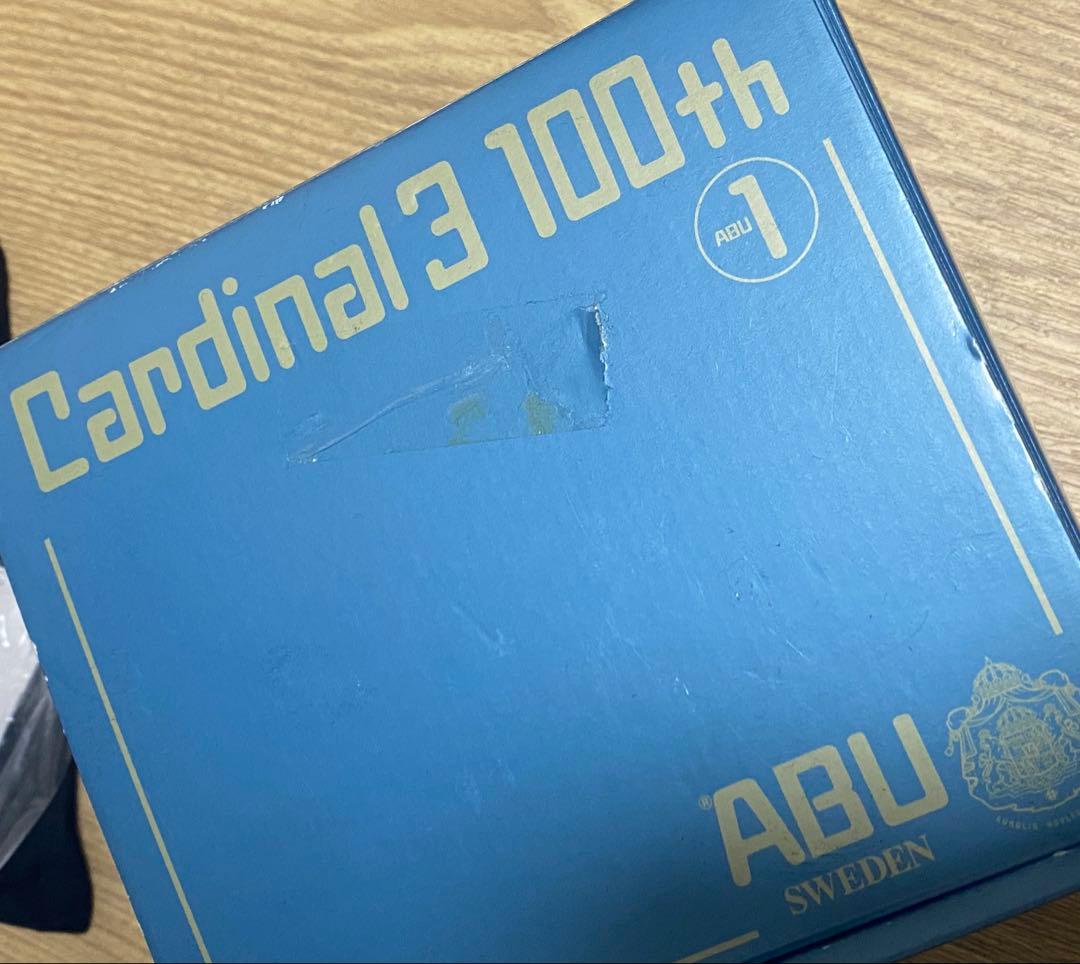 Cardinal 3 100th
ABU 1
® ABU
SWEDEN